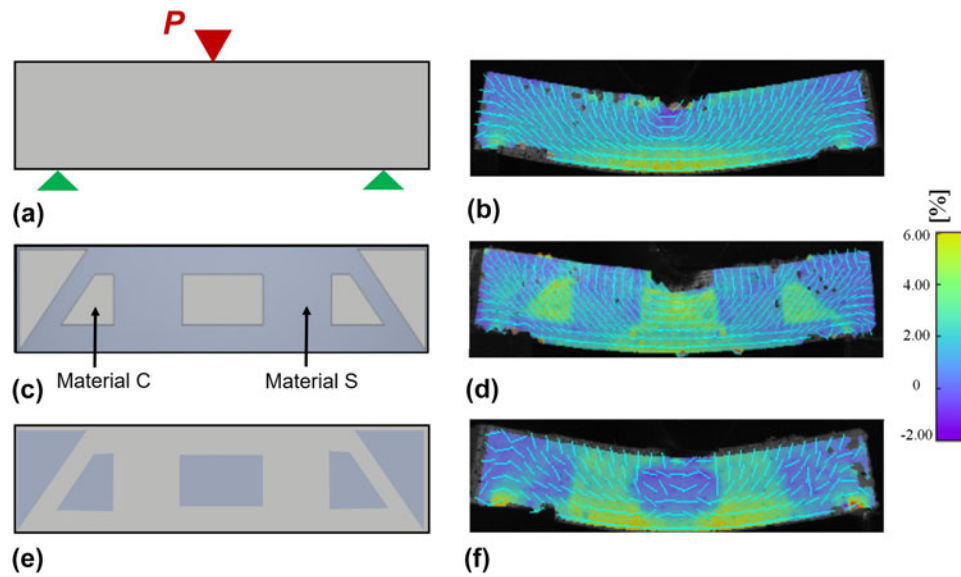 P
(a)
(b)
[%]
6.00
4.00
2.00
0
-2.00
Material C
Material S
(c)
(d)
(e)
(f)